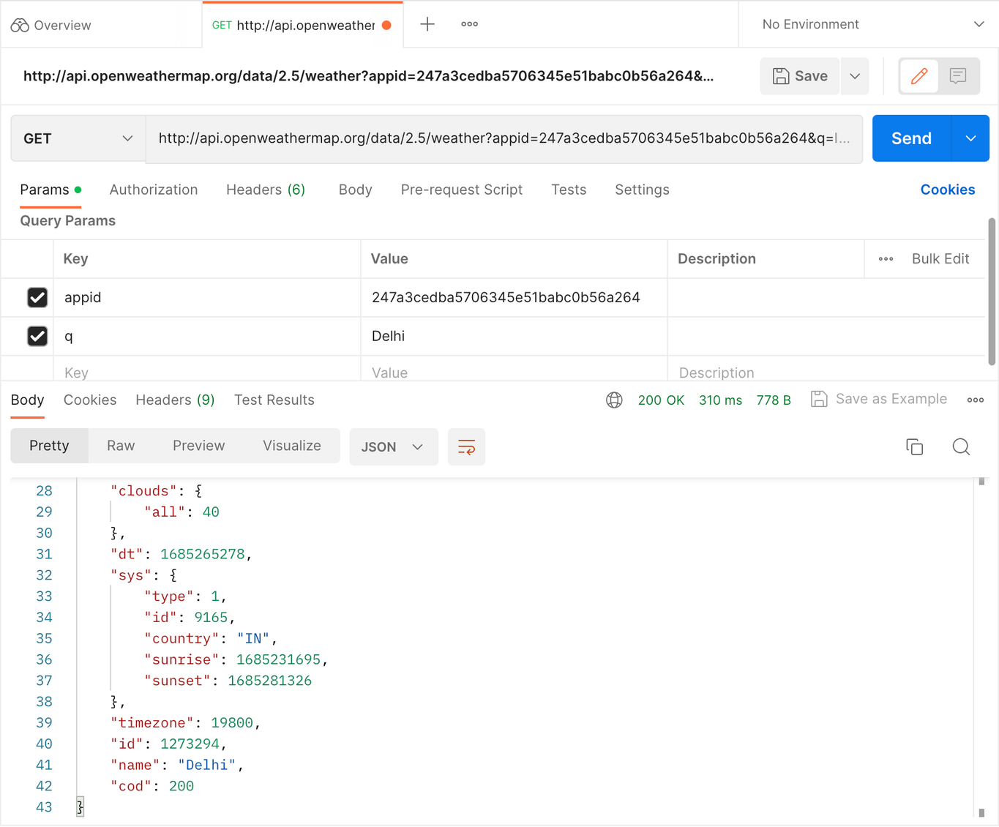 Overview
GET http://api.openweather
No Environment
http://api.openweathermap.org/data/2.5/weather?appid=247a3cedba5706345e51babc0b56a264&...
Save
GET
http://api.openweathermap.org/data/2.5/weather?appid=247a3cedba5706345e51babc0b56a264&q=
Send
Params
Authorization
Headers (6)
Body
Pre-request Script
Tests
Settings
Cookies
Query Params
Key
Value
Description
Bulk Edit
appid
247a3cedba5706345e51babc0b56a264
q
Delhi
Key
Value
Description
Body
Cookies
Headers (9)
Test Results
200 OK
310 ms
778 B
Save as Example
Pretty
Raw
Preview
Visualize
JSON
28 "clouds": {
29 "all": 40
30 },
31 "dt": 1685265278,
32 "sys": {
33 "type": 1,
34 "id": 9165,
35 "country": "IN",
36 "sunrise": 1685231695,
37 "sunset": 1685281326
38 },
39 "timezone": 19800,
40 "id": 1273294,
41 "name": "Delhi",
42 "cod": 200
43 }